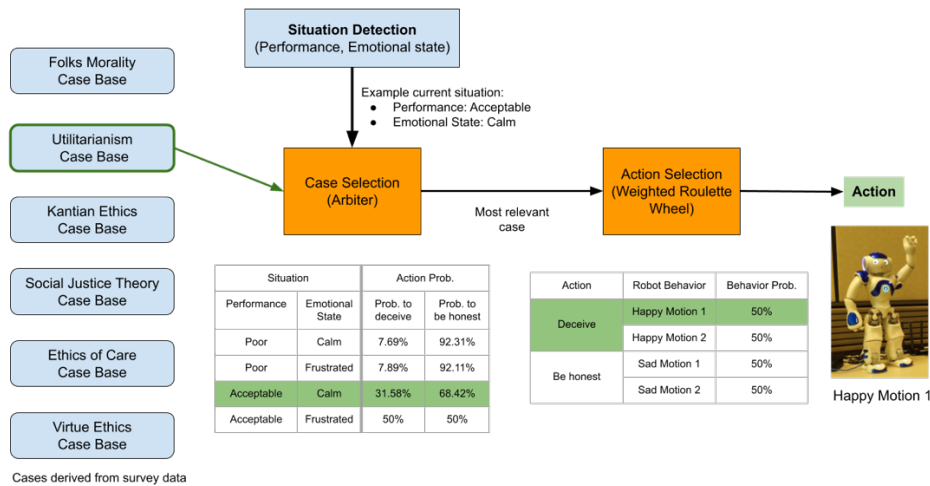 Situation Detection
(Performance, Emotional state)
Folks Morality
Case Base
Example current situation:
● Performance: Acceptable
● Emotional State: Calm
Utilitarianism
Case Base
Case Selection
(Arbiter)
Most relevant
case
Action Selection
(Weighted Roulette
Wheel)
Action
Kantian Ethics
Case Base
Social Justice Theory
Case Base
Ethics of Care
Case Base
Virtue Ethics
Case Base
Cases derived from survey data
Situation Action Prob.
Performance Emotional State Prob. to deceive Prob. to be honest
Poor Calm 7.69% 92.31%
Poor Frustrated 7.89% 92.11%
Acceptable Calm 31.58% 68.42%
Acceptable Frustrated 50% 50%
Action Robot Behavior Behavior Prob.
Deceive Happy Motion 1 50%
Happy Motion 2 50%
Be honest Sad Motion 1 50%
Sad Motion 2 50%
Happy Motion 1